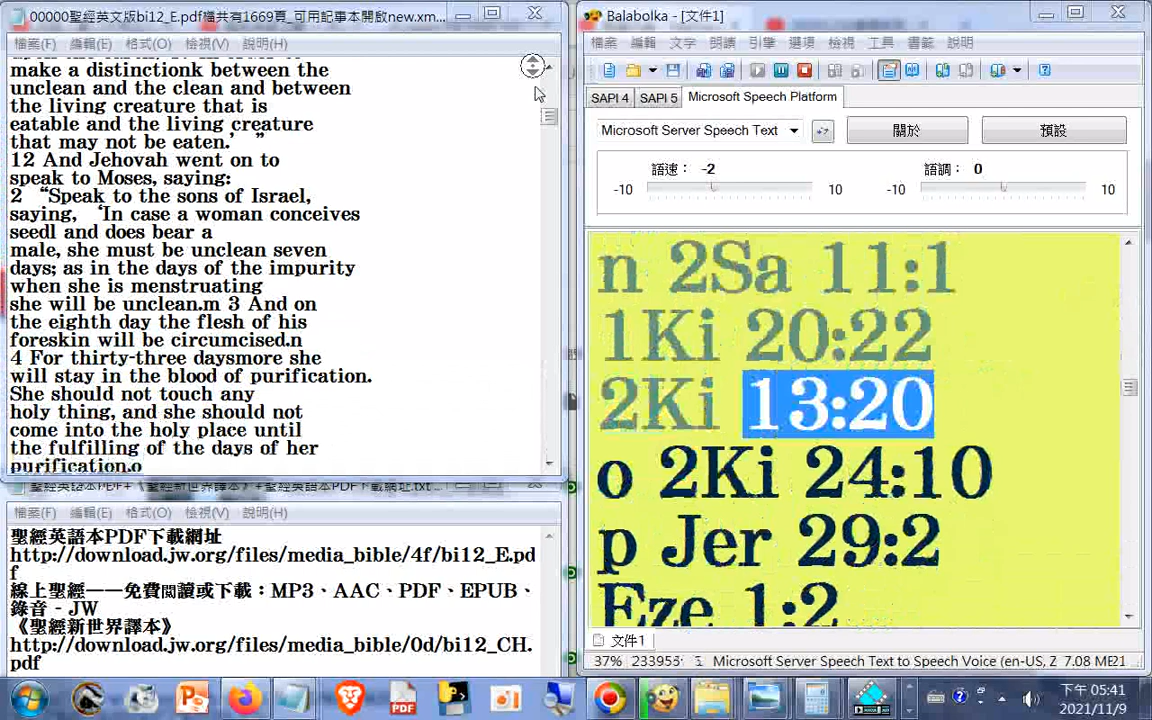 00000聖經英文版bi12_E.pdf檔共有1669頁_可用記事本開啟new.xm...
檔案(F) 編輯(E) 格式(O) 檢視(V) 說明(H)
make a distinctionk between the
unclean and the clean and between
the living creature that is
eatable and the living creature
that may not be eaten.’ ”
12 And Jehovah went on to
speak to Moses, saying:
2 “Speak to the sons of Israel,
saying, ‘In case a woman conceives
seedl and does bear a
male, she must be unclean seven
days; as in the days of the impurity
when she is menstruating
she will be unclean.m 3 And on
the eighth day the flesh of his
foreskin will be circumcised.n
4 For thirty-three daysmore she
will stay in the blood of purification.
She should not touch any
holy thing, and she should not
come into the holy place until
the fulfilling of the days of her
purification.o
檔案(F) 編輯(E) 格式(O) 檢視(V) 說明(H)
聖經英語本PDF下載網址
http://download.jw.org/files/media_bible/4f/bi12_E.pd
f
線上聖經——免費閱讀或下載：MP3、AAC、PDF、EPUB、
錄音 - JW
《聖經新世界譯本》
http://download.jw.org/files/media_bible/0d/bi12_CH.
pdf
Balabolka - [文件1]
檔案 編輯 文字 朗讀 引擎 選項 檢視 工具 書籤 說明
SAPI 4 SAPI 5 Microsoft Speech Platform
Microsoft Server Speech Text 關於 預設
語速： -2 語調： 0
-10 10 -10 10
n 2Sa 11:1
1Ki 20:22
2Ki 13:20
o 2Ki 24:10
p Jer 29:2
Eze 1:2
文件1
37% Microsoft Server Speech Text to Speech Voice (en-US, Z 7.08 ME
下午 05:41
2021/11/9